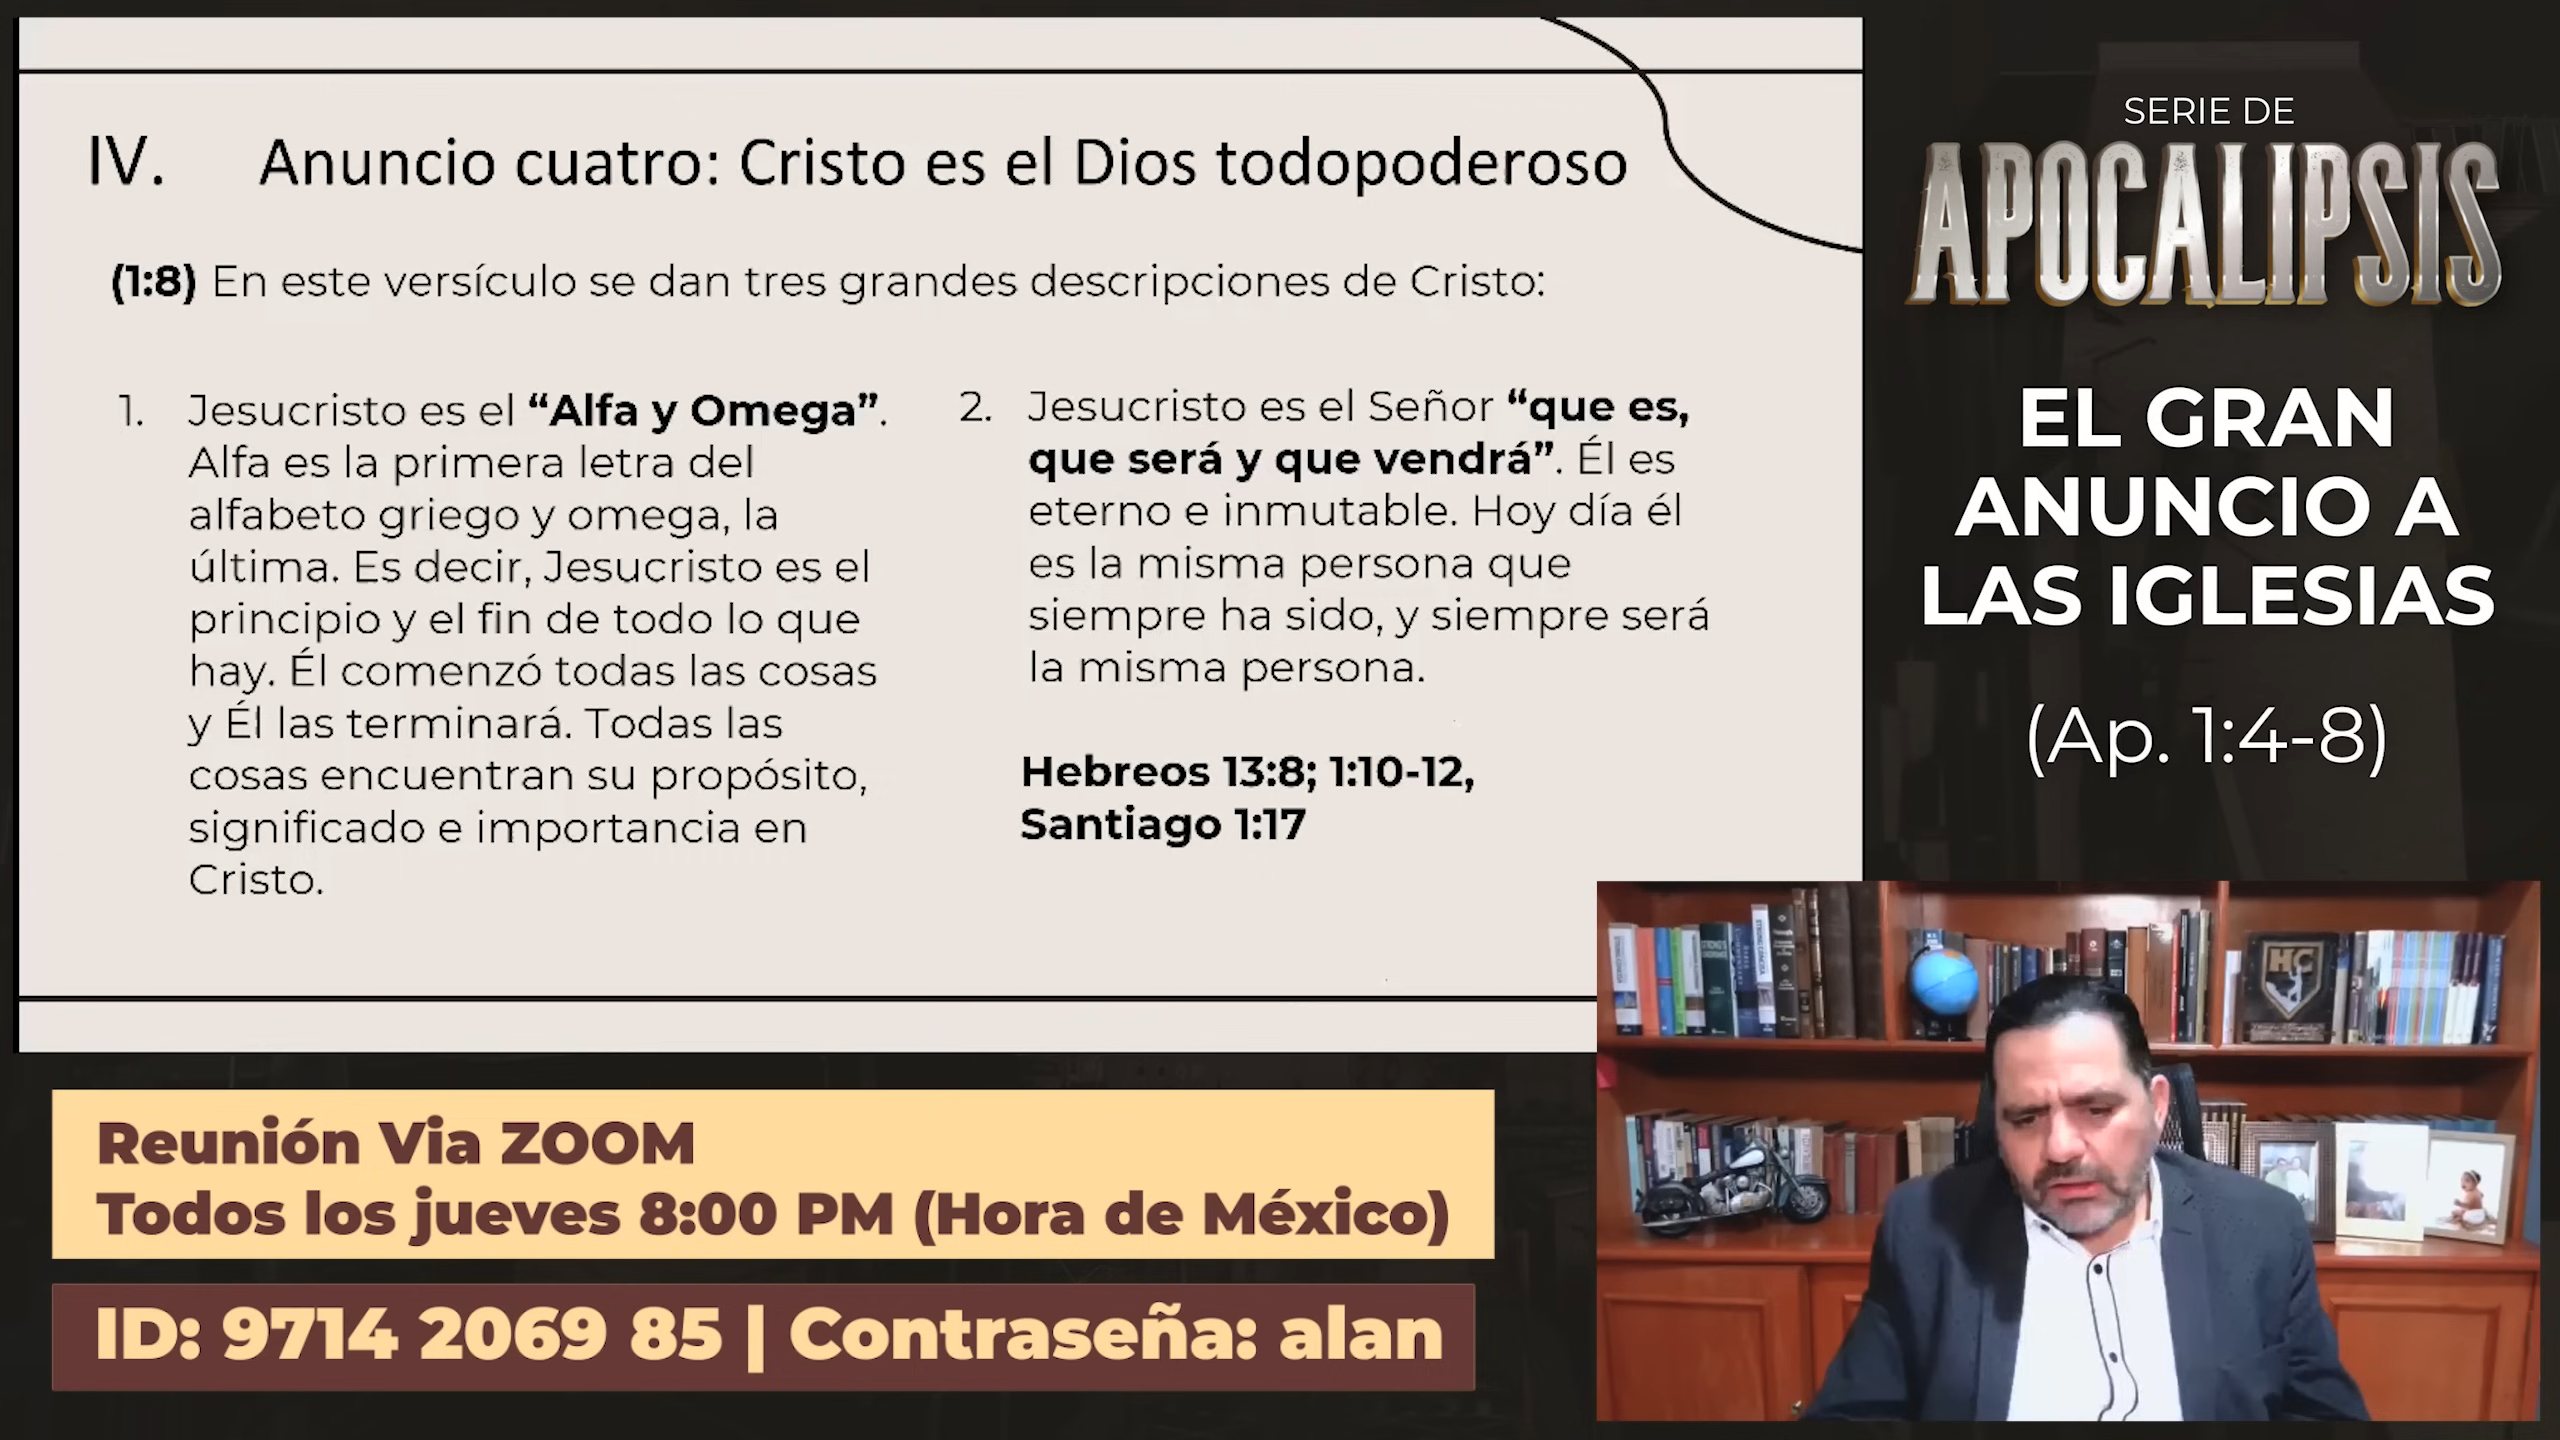 IV. Anuncio cuatro: Cristo es el Dios todopoderoso
(1:8) En este versículo se dan tres grandes descripciones de Cristo:
1. Jesucristo es el “Alfa y Omega”.
Alfa es la primera letra del
alfabeto griego y omega, la
última. Es decir, Jesucristo es el
principio y el fin de todo lo que
hay. Él comenzó todas las cosas
y Él las terminará. Todas las
cosas encuentran su propósito,
significado e importancia en
Cristo.
2. Jesucristo es el Señor “que es,
que será y que vendrá”. Él es
eterno e inmutable. Hoy día él
es la misma persona que
siempre ha sido, y siempre será
la misma persona.
Hebreos 13:8; 1:10-12,
Santiago 1:17
SERIE DE
APOCALIPSIS
EL GRAN
ANUNCIO A
LAS IGLESIAS
(Ap. 1:4-8)
HC
Reunión Via ZOOM
Todos los jueves 8:00 PM (Hora de México)
ID: 9714 2069 85 | Contraseña: alan